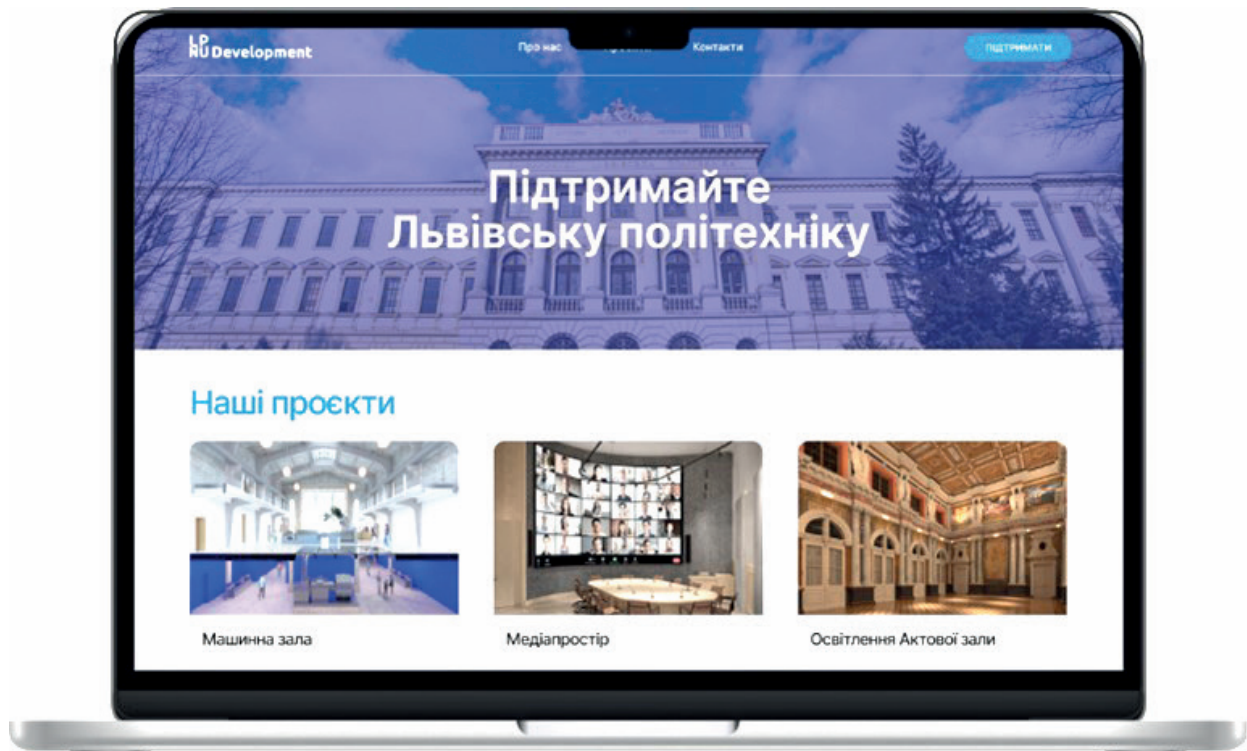 LP
NU Development
Про нас
Контакти
ПІДТРИМАТИ
Підтримайте
Львівську політехніку
Наші проєкти
Машинна зала
Медіапростір
Освітлення Актової зали